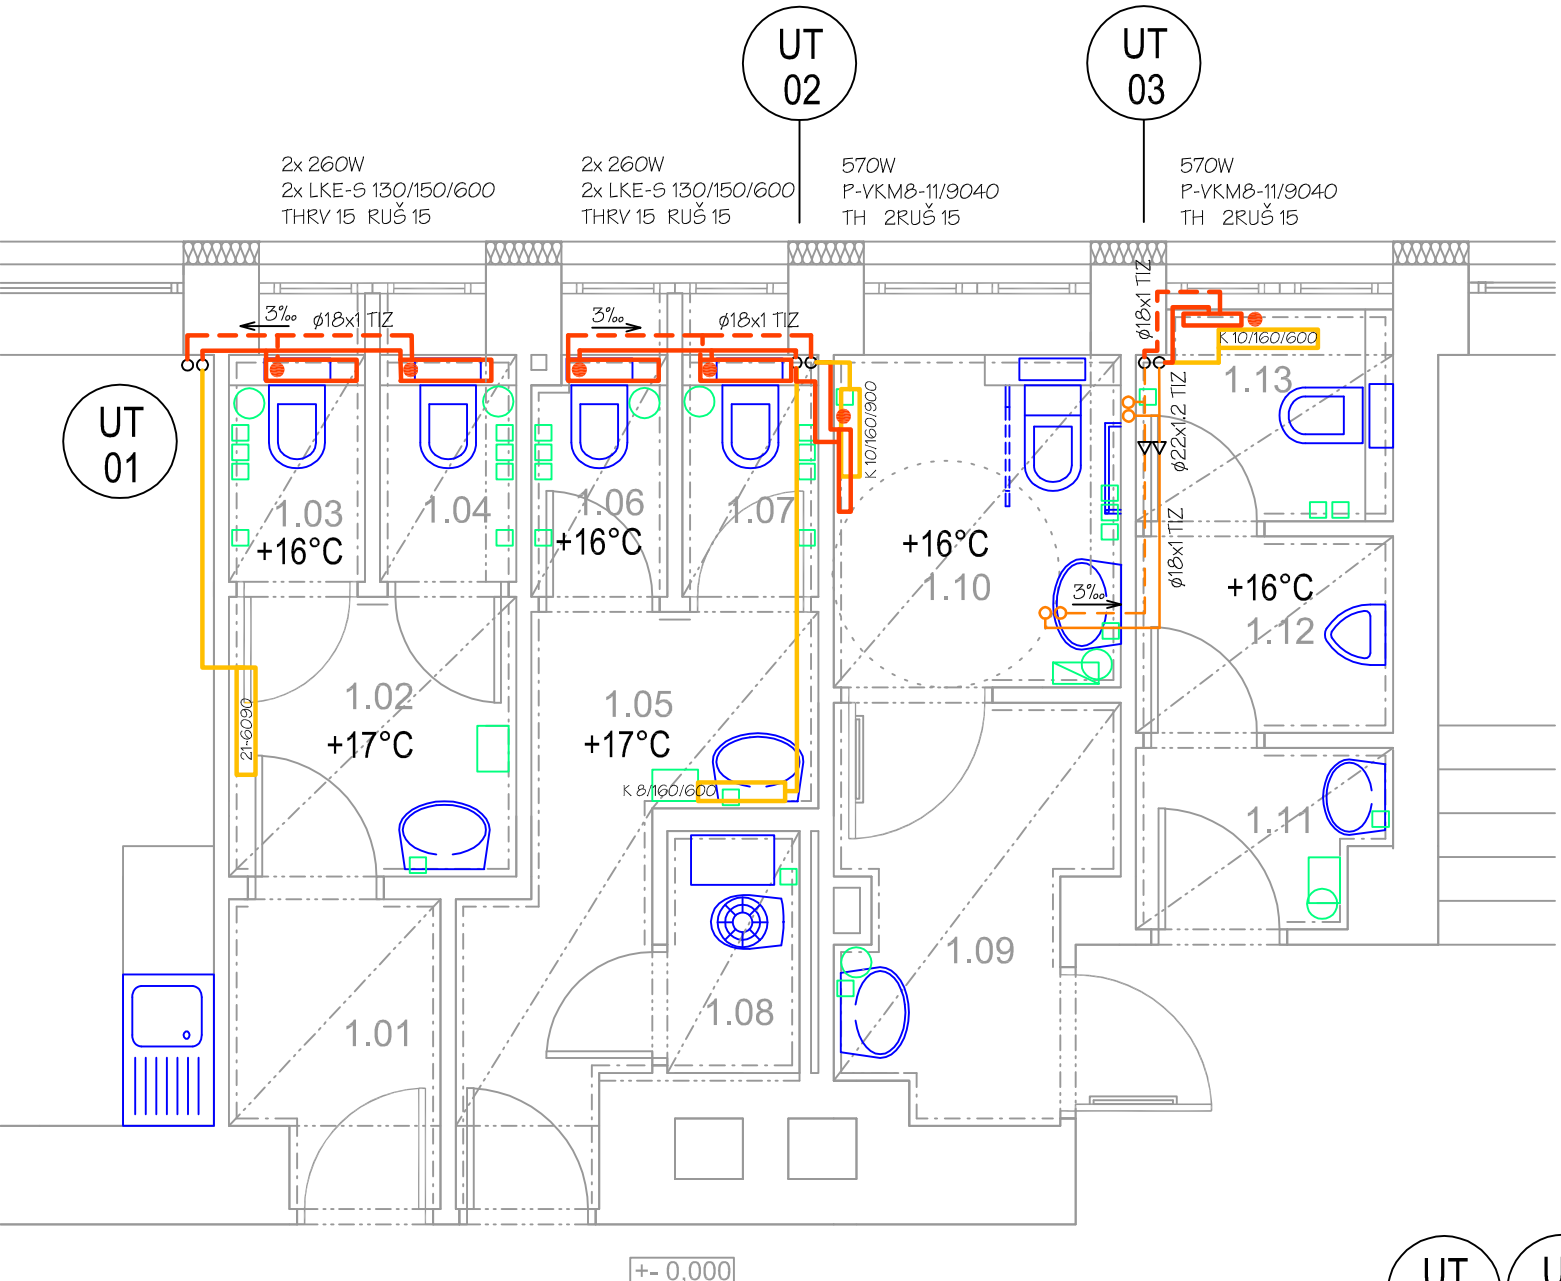 UT
02
UT
03
2x 260W
2x LKE-S 130/150/600
THRV 15 RUŠ 15
2x 260W
2x LKE-S 130/150/600
THRV 15 RUŠ 15
570W
P-VKM8-11/9040
TH 2RUŠ 15
570W
P-VKM8-11/9040
TH 2RUŠ 15
3‰
ø18x1 TIZ
3‰
ø18x1 TIZ
ø18x1 TIZ
K 10/160/600
1.13
UT
01
K 10/160/900
ø22x1.2 TIZ
1.03
+16°C
1.04
1.06
+16°C
1.07
+16°C
1.10
3‰
ø18x1 TIZ
+16°C
1.12
1.02
+17°C
21-6090
1.05
+17°C
K 8/160/600
1.11
1.09
1.08
1.01
+- 0,000
UT
U